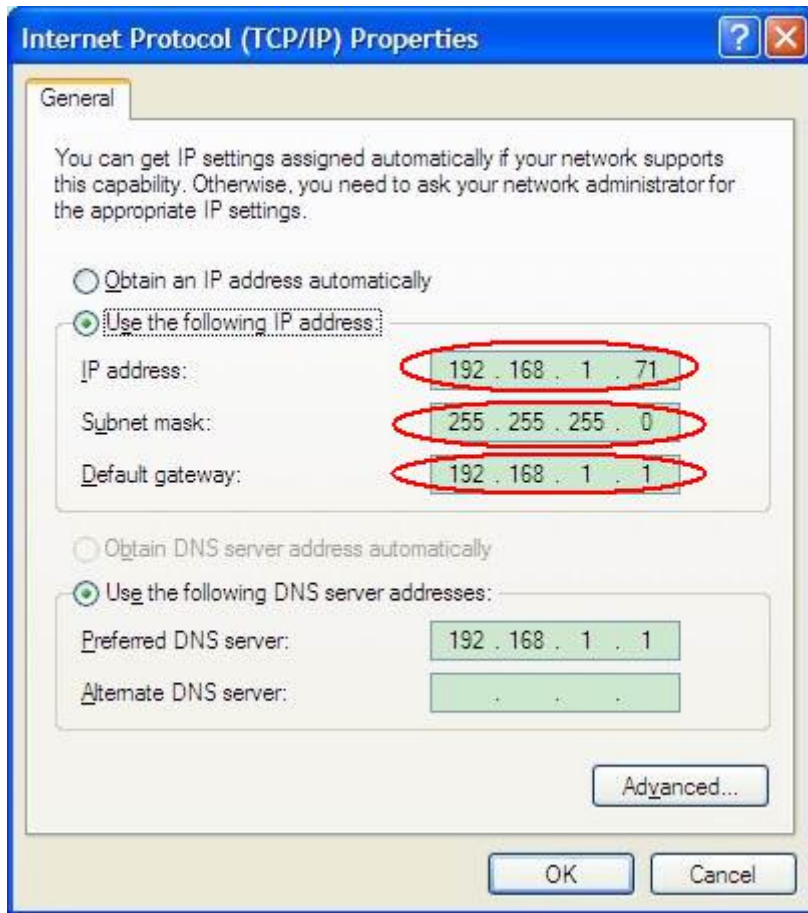 Internet Protocol (TCP/IP) Properties ? X
General
You can get IP settings assigned automatically if your network supports
this capability. Otherwise, you need to ask your network administrator for
the appropriate IP settings.
Obtain an IP address automatically
Use the following IP address:
IP address: 192 . 168 . 1 . 71
Subnet mask: 255 . 255 . 255 . 0
Default gateway: 192 . 168 . 1 . 1
Obtain DNS server address automatically
Use the following DNS server addresses:
Preferred DNS server: 192 . 168 . 1 . 1
Alternate DNS server: . . .
Advanced...
OK Cancel